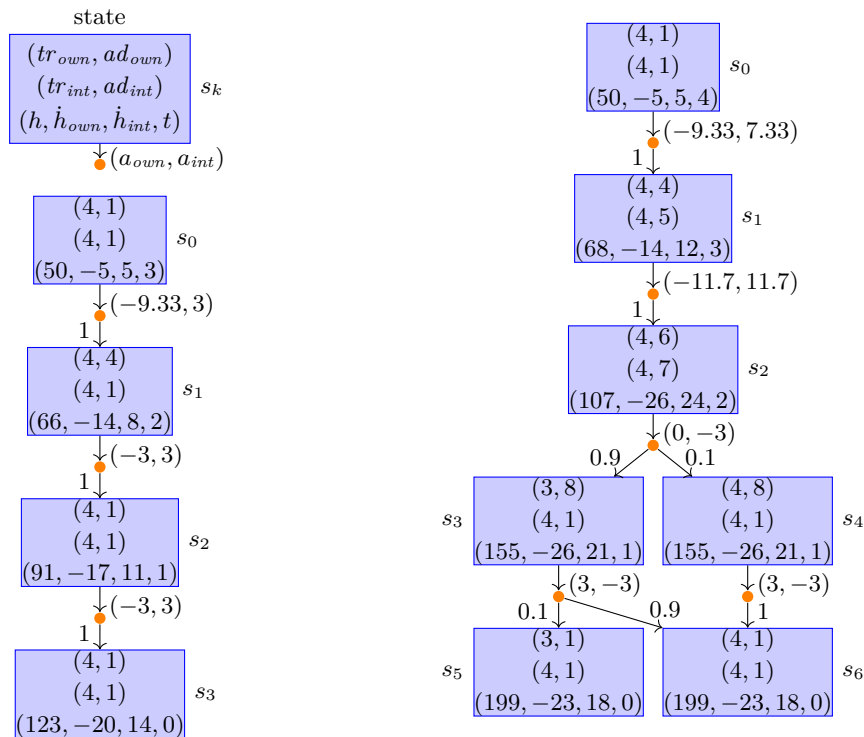 state
(tr_own, ad_own)
(tr_int, ad_int)
(h, ḣ_own, ḣ_int, t)
s_k
(a_own, a_int)
(4, 1)
(4, 1)
(50, −5, 5, 3)
s_0
(−9.33, 3)
1
(4, 4)
(4, 1)
(66, −14, 8, 2)
s_1
(−3, 3)
1
(4, 1)
(4, 1)
(91, −17, 11, 1)
s_2
(−3, 3)
1
(4, 1)
(4, 1)
(123, −20, 14, 0)
s_3
(4, 1)
(4, 1)
(50, −5, 5, 4)
s_0
(−9.33, 7.33)
1
(4, 4)
(4, 5)
(68, −14, 12, 3)
s_1
(−11.7, 11.7)
1
(4, 6)
(4, 7)
(107, −26, 24, 2)
s_2
(0, −3)
0.9
0.1
s_3
(3, 8)
(4, 1)
(155, −26, 21, 1)
(4, 8)
(4, 1)
(155, −26, 21, 1)
s_4
(3, −3)
(3, −3)
0.1
0.9
1
s_5
(3, 1)
(4, 1)
(199, −23, 18, 0)
(4, 1)
(4, 1)
(199, −23, 18, 0)
s_6